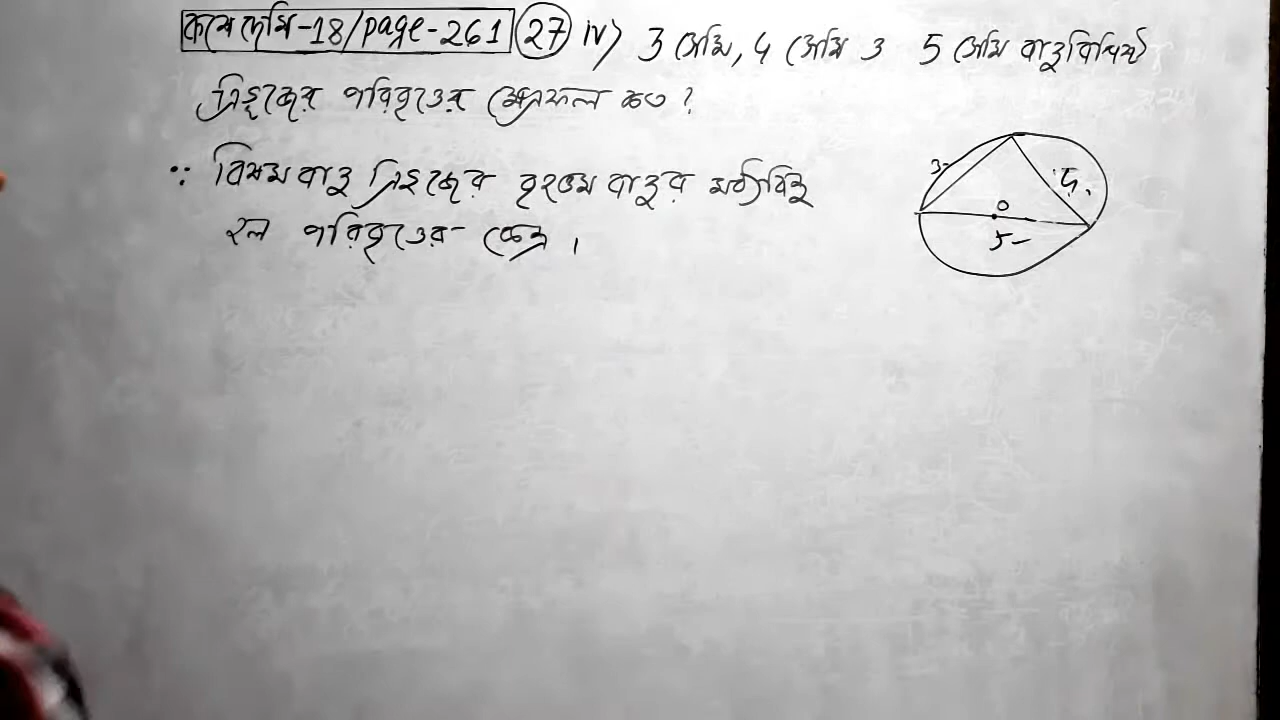 কষে দেখি-18/page-261 27 iv) 3 সেমি, 4 সেমি ও 5 সেমি বাহুবিশিষ্ট
ত্রিভুজের পরিবৃত্তের ক্ষেত্রফল কত ?
∵ বিষমবাহু ত্রিভুজের বৃহত্তম বাহুর মধ্যবিন্দু
হল পরিবৃত্তের কেন্দ্র ।
3
4
O
5